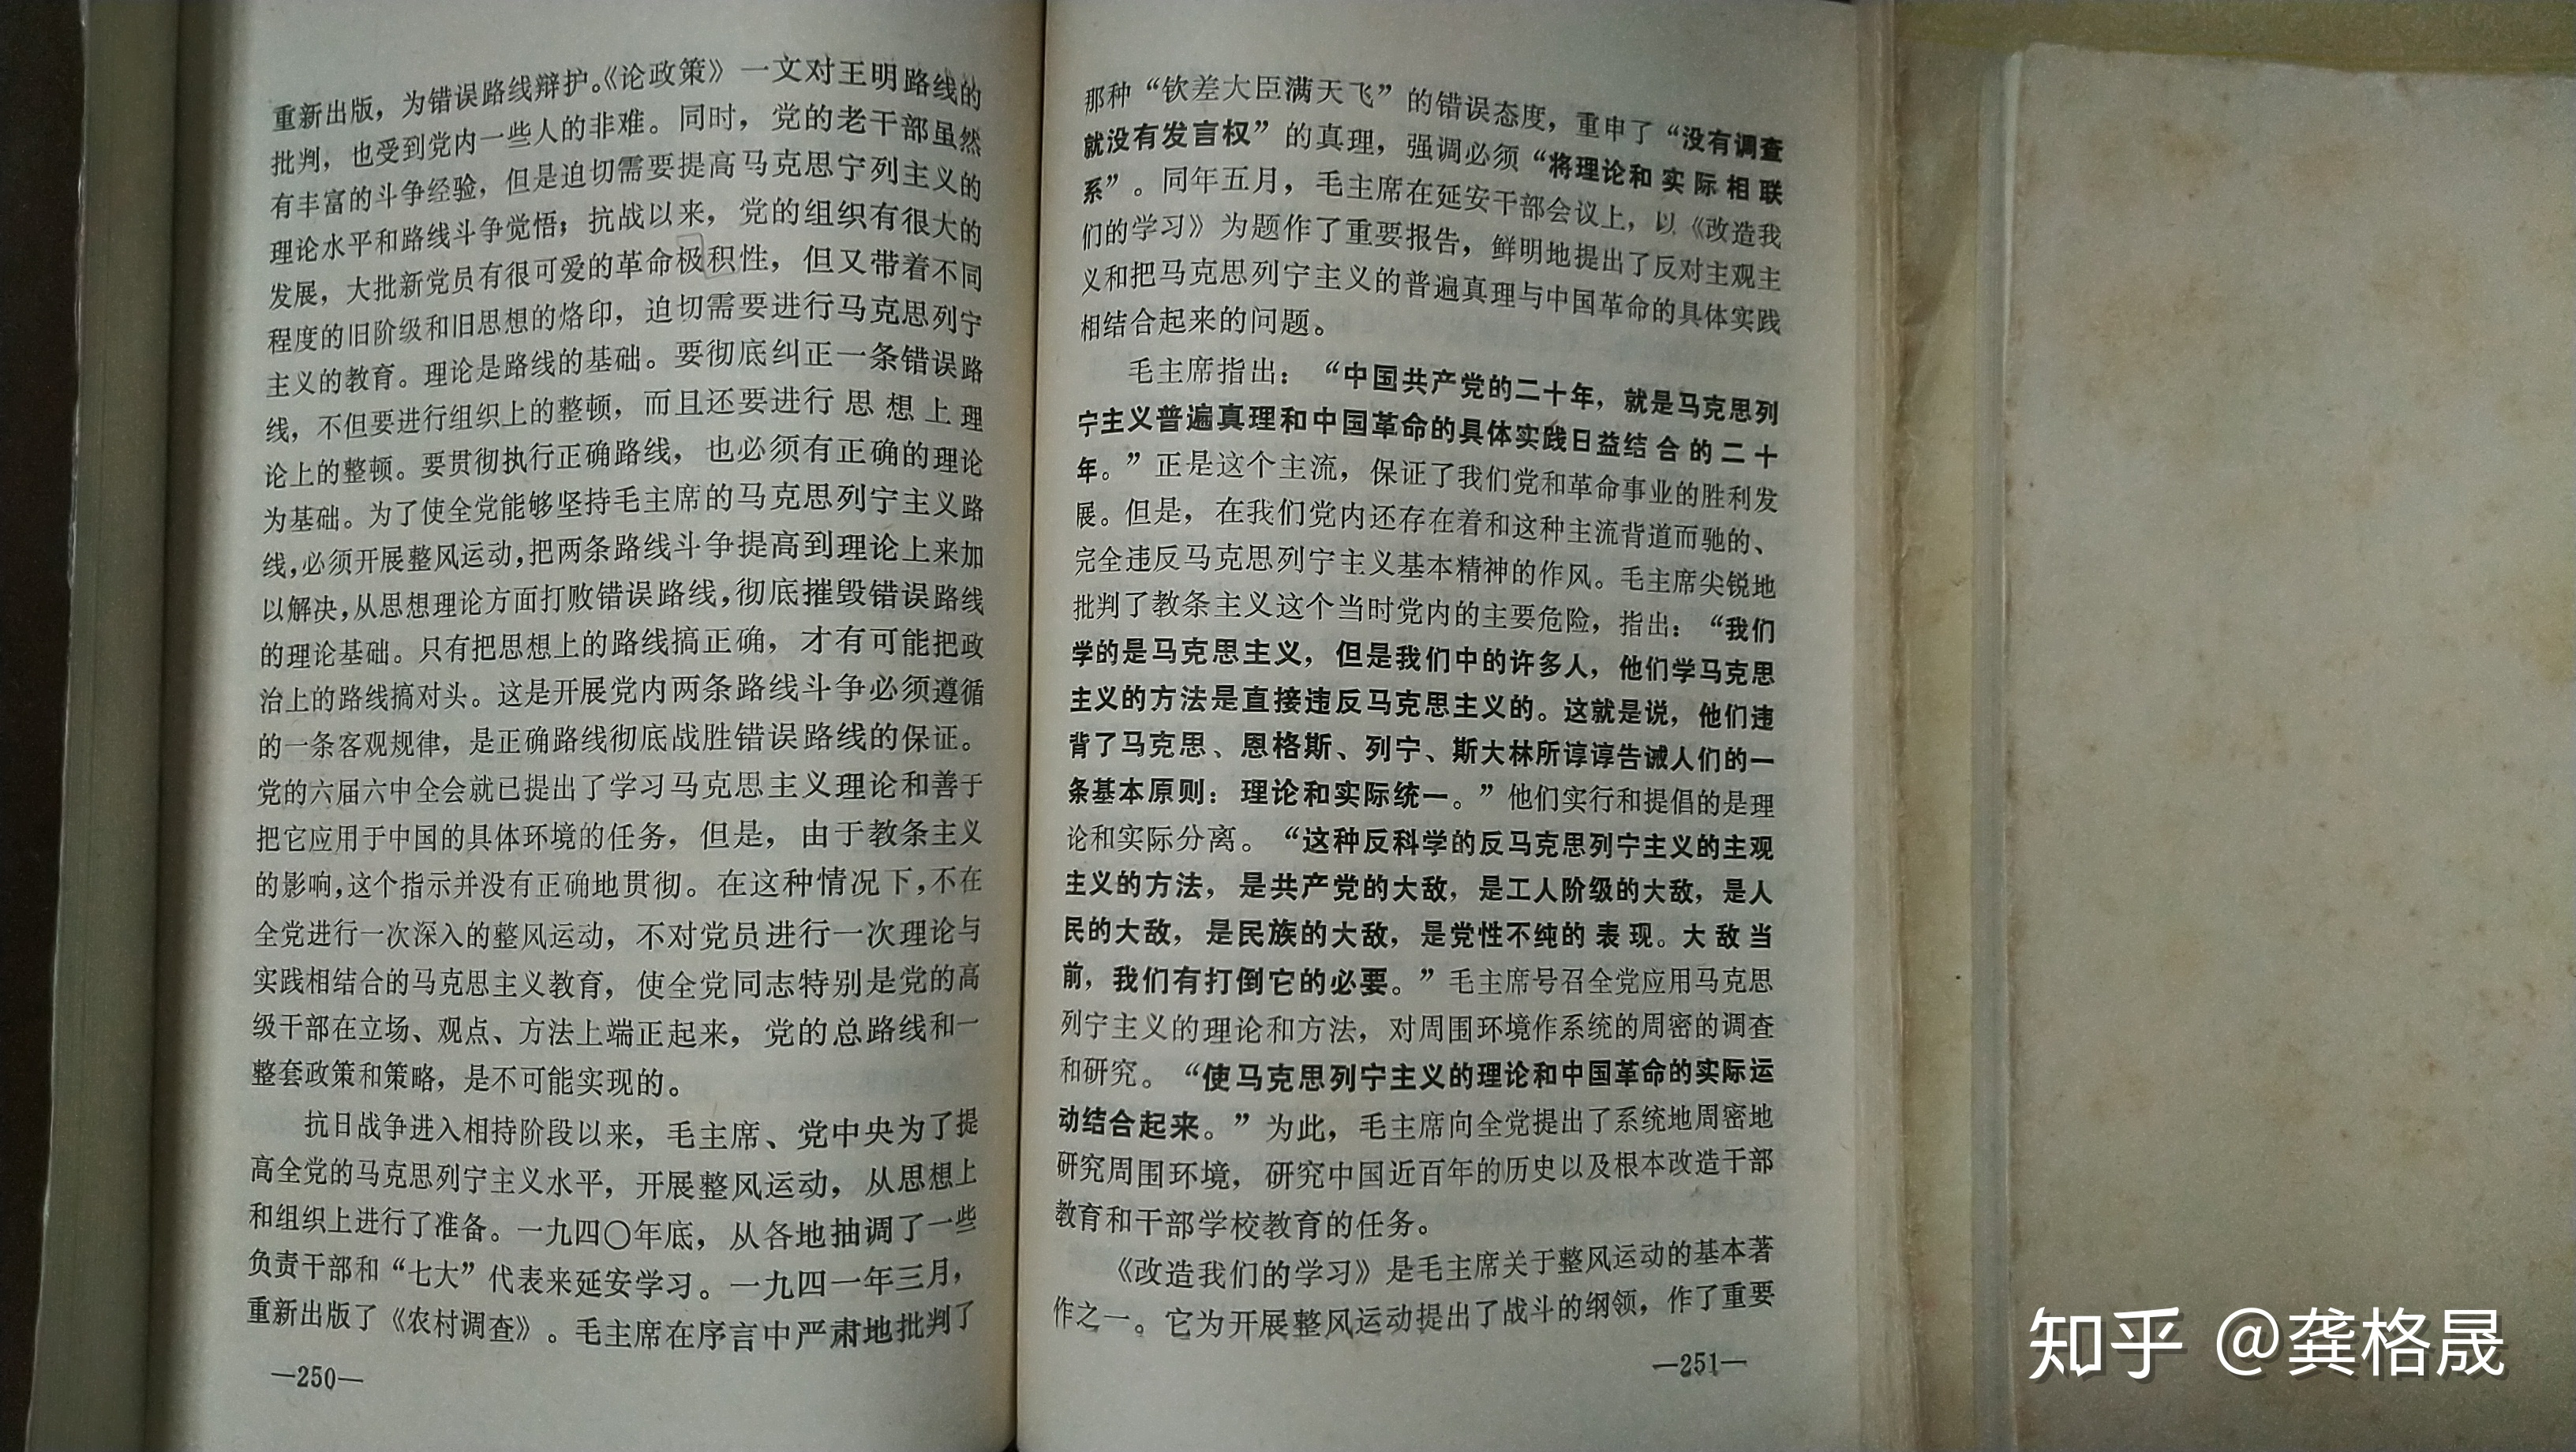 重新出版，为错误路线辩护。《论政策》一文对王明路线的
批判，也受到党内一些人的非难。同时，党的老干部虽然
有丰富的斗争经验，但是迫切需要提高马克思宁列主义的
理论水平和路线斗争觉悟；抗战以来，党的组织有很大的
发展，大批新党员有很可爱的革命极积性，但又带着不同
程度的旧阶级和旧思想的烙印，迫切需要进行马克思列宁
主义的教育。理论是路线的基础。要彻底纠正一条错误路
线，不但要进行组织上的整顿，而且还要进行思想上理
论上的整顿。要贯彻执行正确路线，也必须有正确的理论
为基础。为了使全党能够坚持毛主席的马克思列宁主义路
线，必须开展整风运动，把两条路线斗争提高到理论上来加
以解决，从思想理论方面打败错误路线，彻底摧毁错误路线
的理论基础。只有把思想上的路线搞正确，才有可能把政
治上的路线搞对头。这是开展党内两条路线斗争必须遵循
的一条客观规律，是正确路线彻底战胜错误路线的保证。
党的六届六中全会就已提出了学习马克思主义理论和善于
把它应用于中国的具体环境的任务，但是，由于教条主义
的影响，这个指示并没有正确地贯彻。在这种情况下，不在
全党进行一次深入的整风运动，不对党员进行一次理论与
实践相结合的马克思主义教育，使全党同志特别是党的高
级干部在立场、观点、方法上端正起来，党的总路线和一
整套政策和策略，是不可能实现的。
抗日战争进入相持阶段以来，毛主席、党中央为了提
高全党的马克思列宁主义水平，开展整风运动，从思想上
和组织上进行了准备。一九四〇年底，从各地抽调了一些
负责干部和“七大”代表来延安学习。一九四一年三月，
重新出版了《农村调查》。毛主席在序言中严肃地批判了
—250—
那种“钦差大臣满天飞”的错误态度，重申了“没有调查
就没有发言权”的真理，强调必须“将理论和实际相联
系”。同年五月，毛主席在延安干部会议上，以《改造我
们的学习》为题作了重要报告，鲜明地提出了反对主观主
义和把马克思列宁主义的普遍真理与中国革命的具体实践
相结合起来的问题。
毛主席指出：“中国共产党的二十年，就是马克思列
宁主义普遍真理和中国革命的具体实践日益结合的二十
年。”正是这个主流，保证了我们党和革命事业的胜利发
展。但是，在我们党内还存在着和这种主流背道而驰的、
完全违反马克思列宁主义基本精神的作风。毛主席尖锐地
批判了教条主义这个当时党内的主要危险，指出：“我们
学的是马克思主义，但是我们中的许多人，他们学马克思
主义的方法是直接违反马克思主义的。这就是说，他们违
背了马克思、恩格斯、列宁、斯大林所谆谆告诫人们的一
条基本原则：理论和实际统一。”他们实行和提倡的是理
论和实际分离。“这种反科学的反马克思列宁主义的主观
主义的方法，是共产党的大敌，是工人阶级的大敌，是人
民的大敌，是民族的大敌，是党性不纯的表现。大敌当
前，我们有打倒它的必要。”毛主席号召全党应用马克思
列宁主义的理论和方法，对周围环境作系统的周密的调查
和研究。“使马克思列宁主义的理论和中国革命的实际运
动结合起来。”为此，毛主席向全党提出了系统地周密地
研究周围环境，研究中国近百年的历史以及根本改造干部
教育和干部学校教育的任务。
《改造我们的学习》是毛主席关于整风运动的基本著
作之一。它为开展整风运动提出了战斗的纲领，作了重要
—251—
知乎 @龚格晟